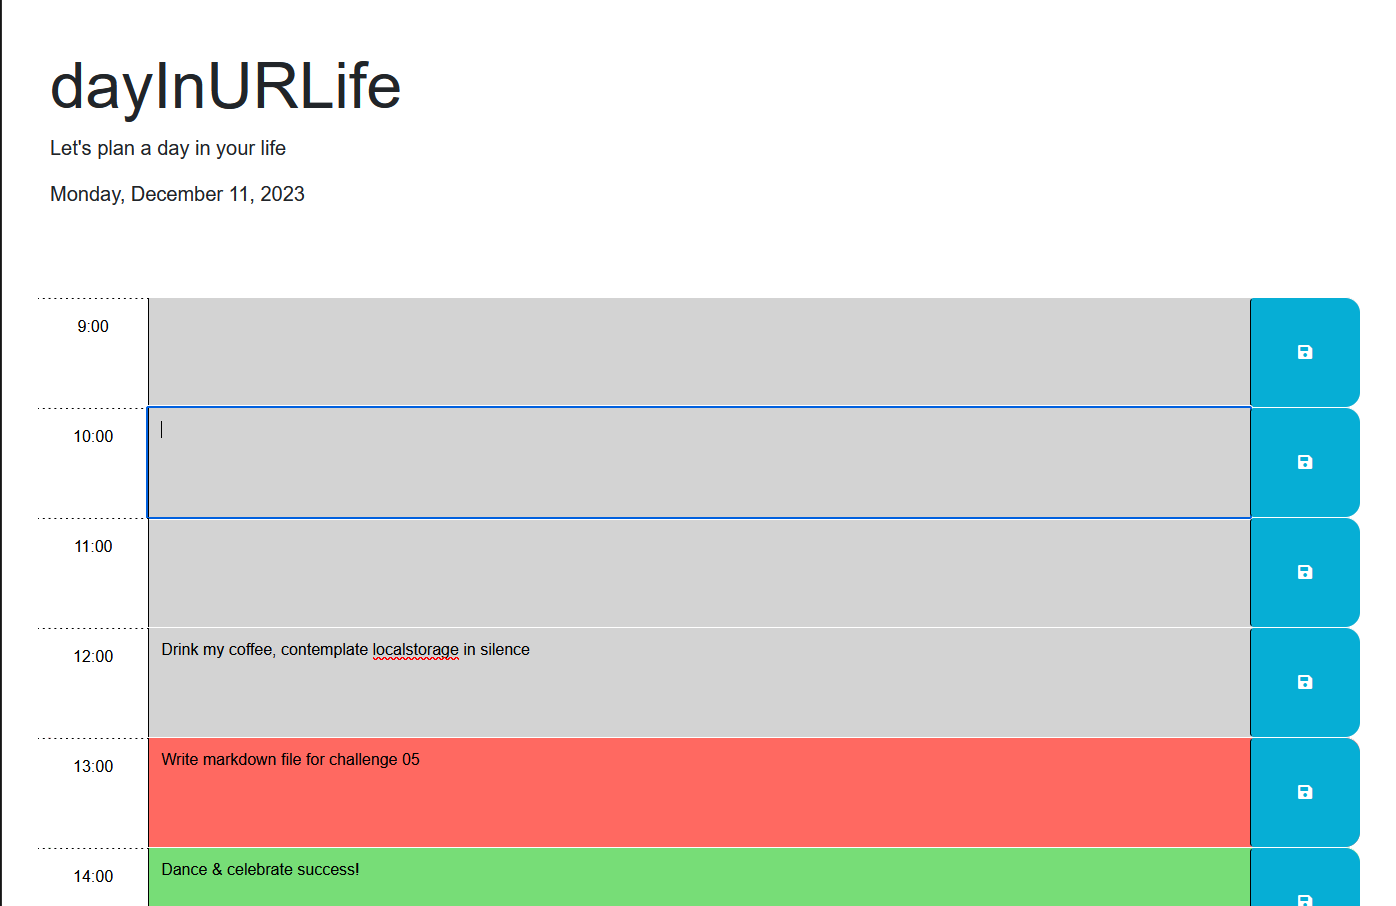 dayInURLife
Let's plan a day in your life
Monday, December 11, 2023
9:00
10:00
11:00
12:00
Drink my coffee, contemplate localstorage in silence
13:00
Write markdown file for challenge 05
14:00
Dance & celebrate success!